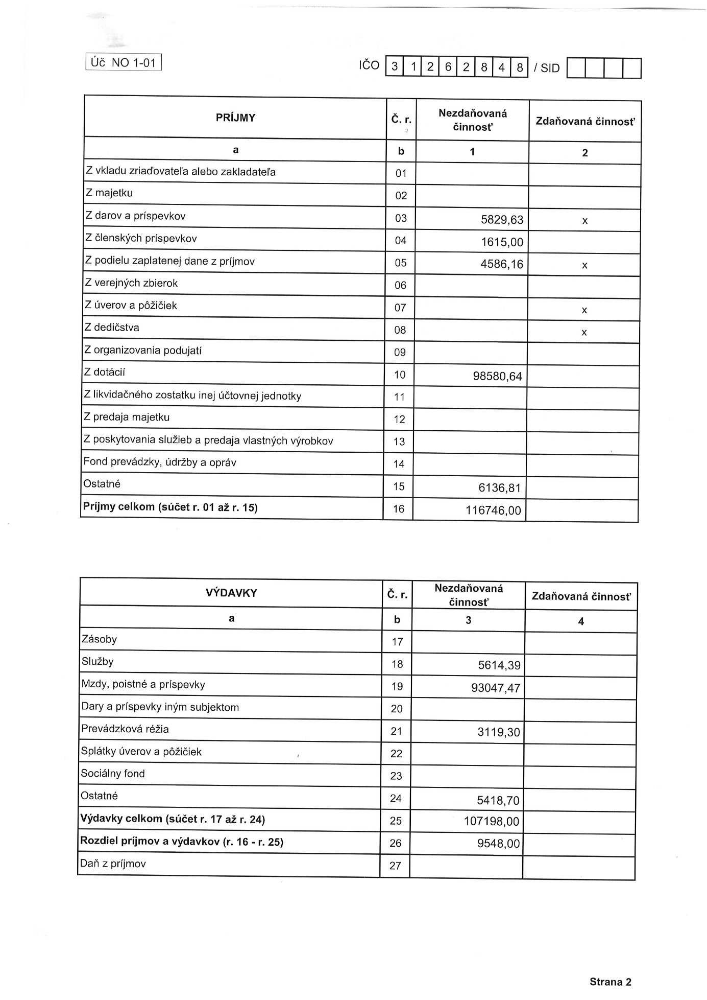 Úč NO 1-01
IČO 3 1 2 6 2 8 4 8 / SID
PRÍJMY Č. r. Nezdaňovaná činnosť Zdaňovaná činnosť
a b 1 2
Z vkladu zriaďovateľa alebo zakladateľa 01
Z majetku 02
Z darov a príspevkov 03 5829,63 x
Z členských príspevkov 04 1615,00
Z podielu zaplatenej dane z príjmov 05 4586,16 x
Z verejných zbierok 06
Z úverov a pôžičiek 07 x
Z dedičstva 08 x
Z organizovania podujatí 09
Z dotácií 10 98580,64
Z likvidačného zostatku inej účtovnej jednotky 11
Z predaja majetku 12
Z poskytovania služieb a predaja vlastných výrobkov 13
Fond prevádzky, údržby a opráv 14
Ostatné 15 6136,81
Príjmy celkom (súčet r. 01 až r. 15) 16 116746,00
VÝDAVKY Č. r. Nezdaňovaná činnosť Zdaňovaná činnosť
a b 3 4
Zásoby 17
Služby 18 5614,39
Mzdy, poistné a príspevky 19 93047,47
Dary a príspevky iným subjektom 20
Prevádzková réžia 21 3119,30
Splátky úverov a pôžičiek 22
Sociálny fond 23
Ostatné 24 5418,70
Výdavky celkom (súčet r. 17 až r. 24) 25 107198,00
Rozdiel príjmov a výdavkov (r. 16 - r. 25) 26 9548,00
Daň z príjmov 27
Strana 2